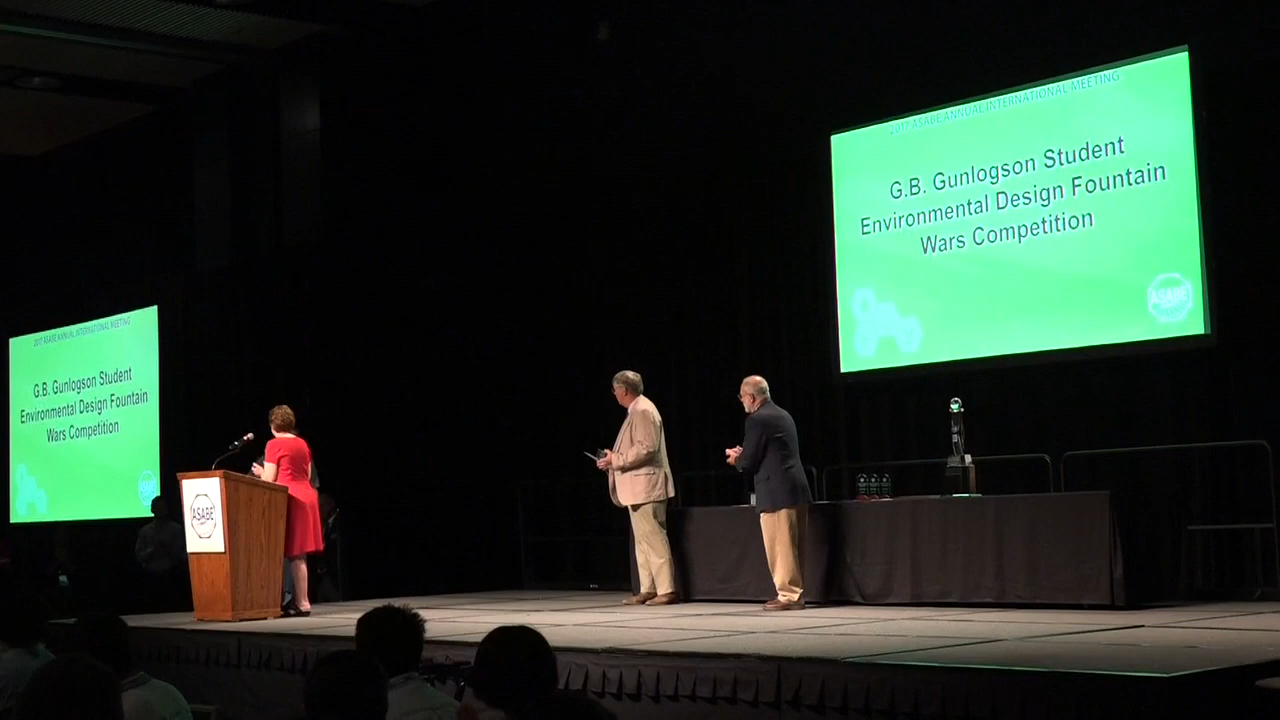 2017 ASABE ANNUAL INTERNATIONAL MEETING
G.B. Gunlogson Student
Environmental Design Fountain
Wars Competition
ASABE
2017 ASABE ANNUAL INTERNATIONAL MEETING
G.B. Gunlogson Student
Environmental Design Fountain
Wars Competition
ASABE
ASABE